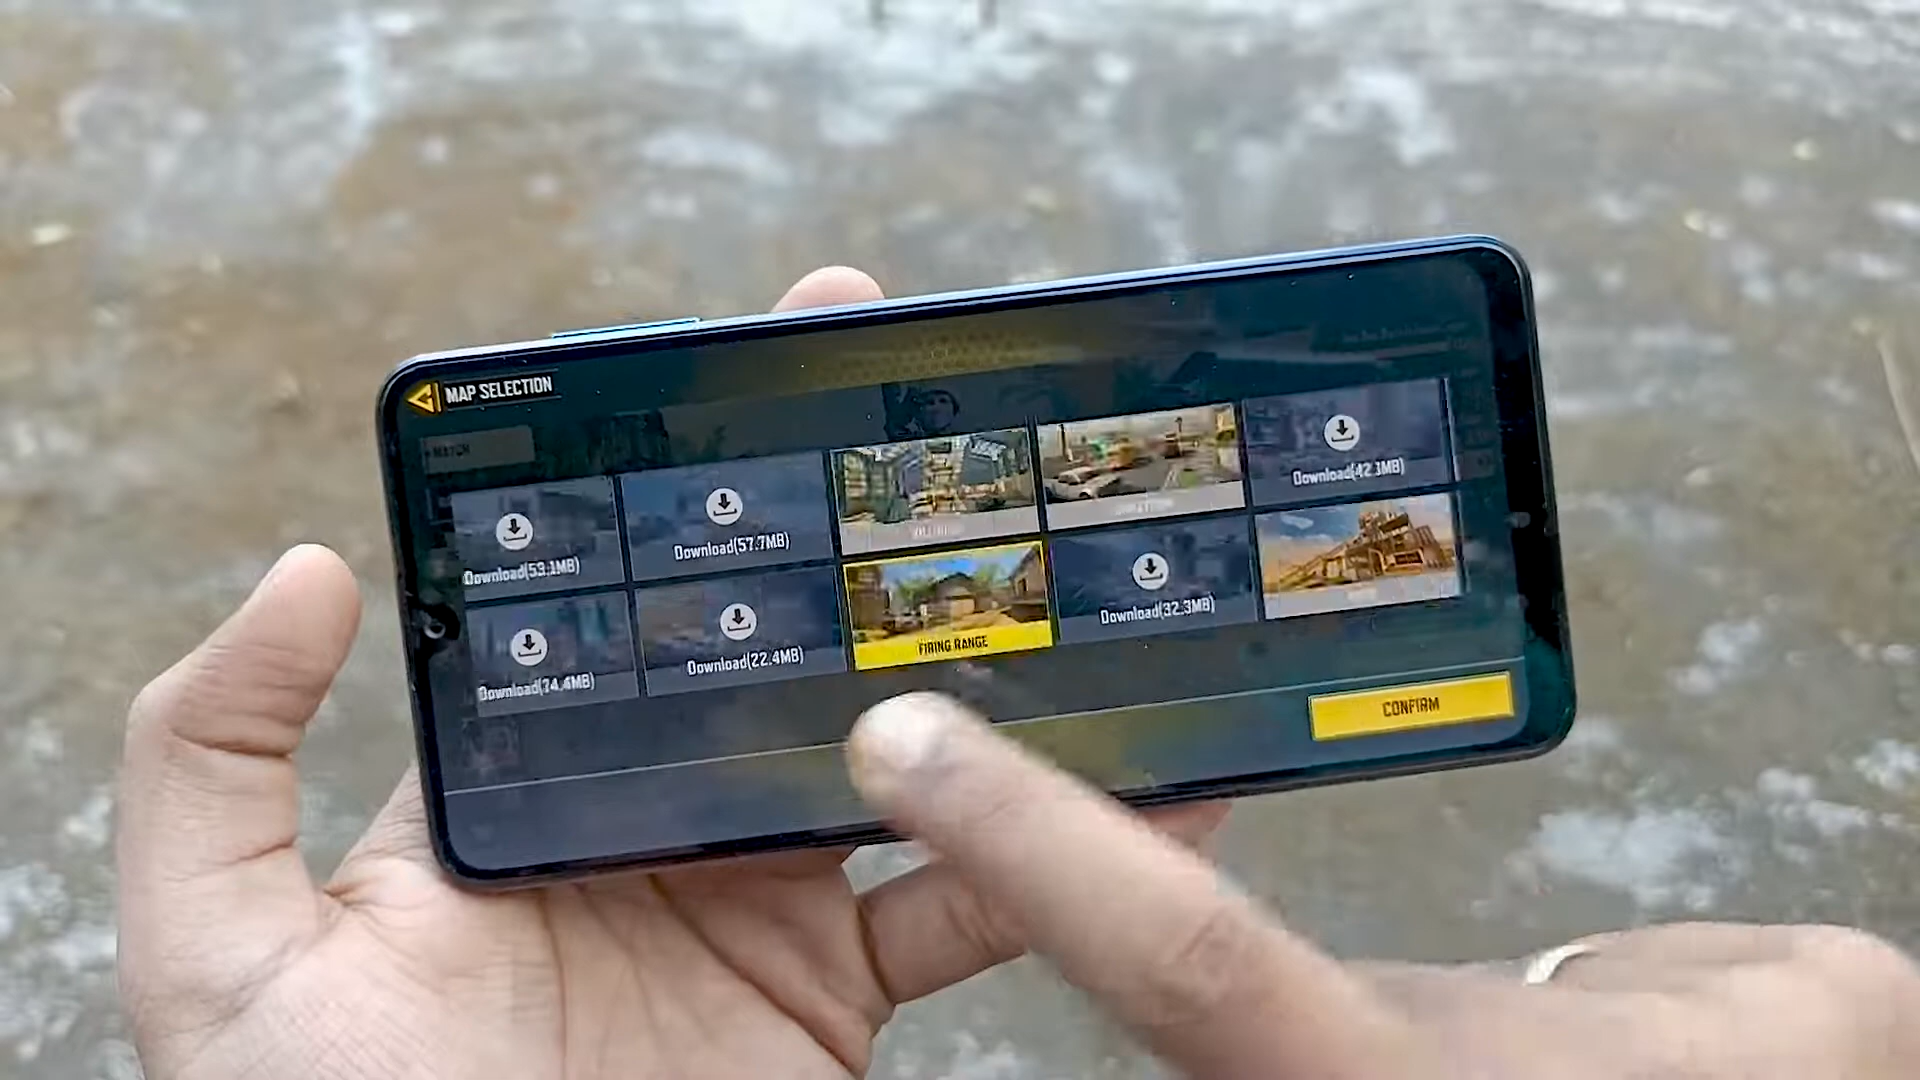 MAP SELECTION
MATCH
Download(53.1MB)
Download(57.7MB)
Download(42.3MB)
Download(74.4MB)
Download(22.4MB)
FIRING RANGE
Download(32.3MB)
CONFIRM